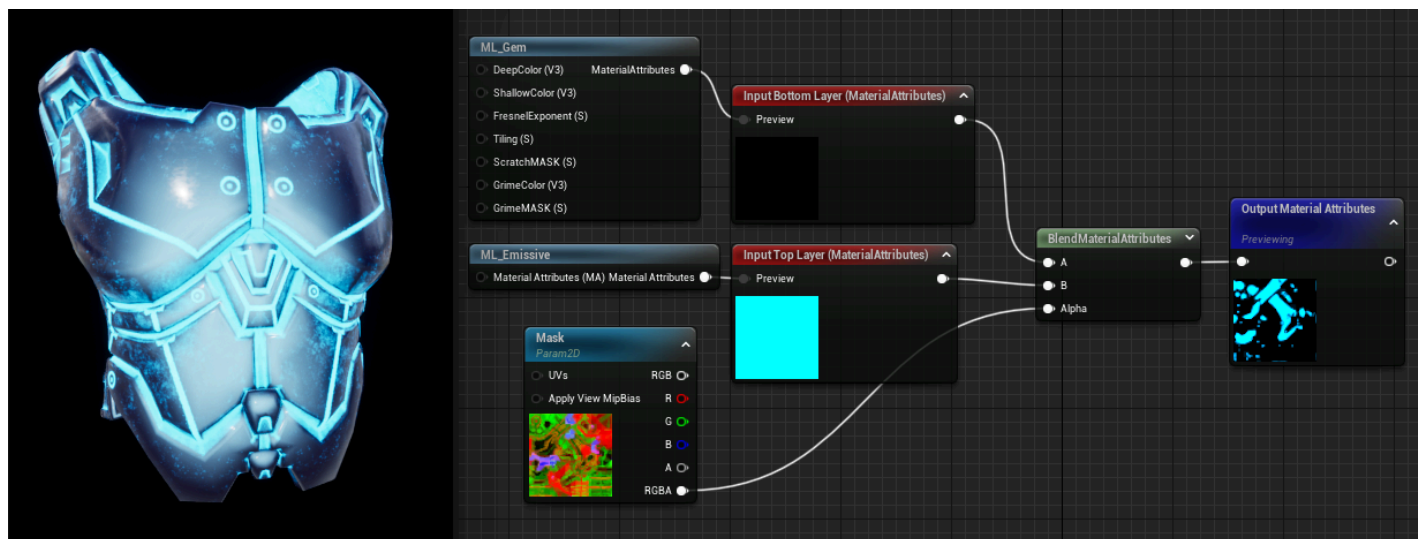 ML_Gem
DeepColor (V3) MaterialAttributes
ShallowColor (V3)
FresnelExponent (S)
Tiling (S)
ScratchMASK (S)
GrimeColor (V3)
GrimeMASK (S)
Input Bottom Layer (MaterialAttributes)
Preview
ML_Emissive
Material Attributes (MA) Material Attributes
Input Top Layer (MaterialAttributes)
Preview
Mask
Param2D
UVs RGB
Apply View MipBias R
G
B
A
RGBA
BlendMaterialAttributes
A
B
Alpha
Output Material Attributes
Previewing